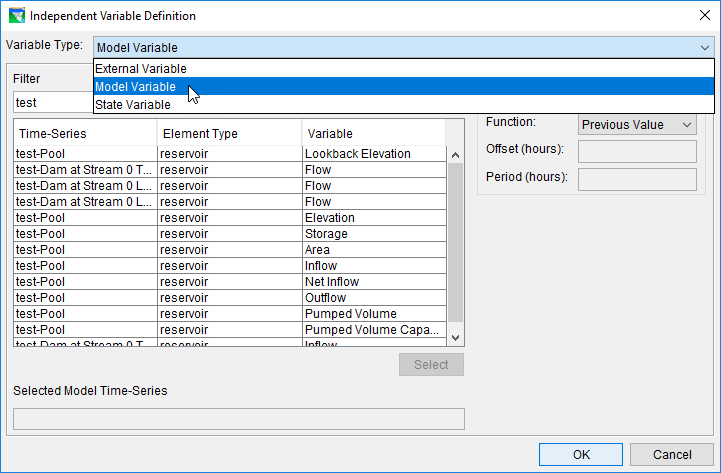 Independent Variable Definition
Variable Type: Model Variable
External Variable
Model Variable
State Variable
Filter
test
Time-Series Element Type Variable
test-Pool reservoir Lookback Elevation
test-Dam at Stream 0 T... reservoir Flow
test-Dam at Stream 0 L... reservoir Flow
test-Dam at Stream 0 L... reservoir Flow
test-Pool reservoir Elevation
test-Pool reservoir Storage
test-Pool reservoir Area
test-Pool reservoir Inflow
test-Pool reservoir Net Inflow
test-Pool reservoir Outflow
test-Pool reservoir Pumped Volume
test-Pool reservoir Pumped Volume Capa...
test-Dam at Stream 0 T... reservoir Inflow
Function: Previous Value
Offset (hours):
Period (hours):
Select
Selected Model Time-Series
OK Cancel